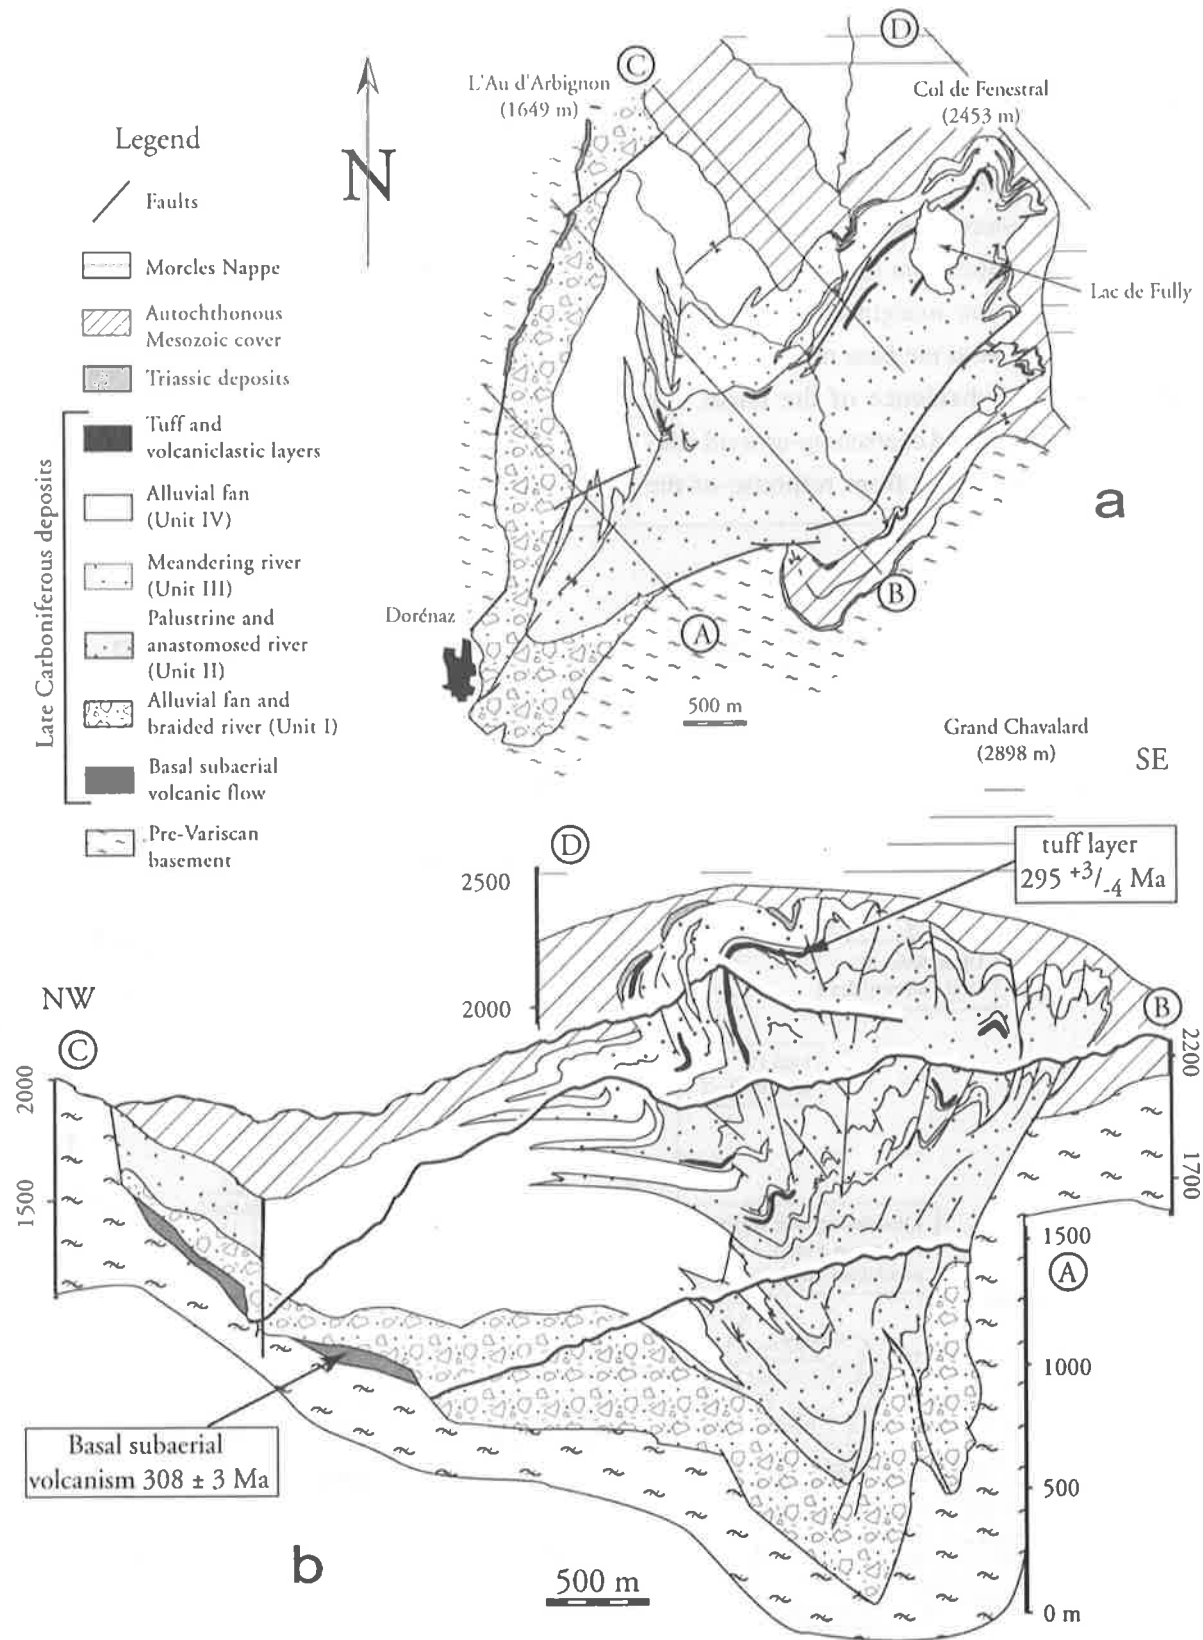 C
D
L'Au d'Arbignon
(1649 m)
Col de Fenestral
(2453 m)
N
Lac de Fully
a
Dorénaz
A
B
500 m
Grand Chavalard
(2898 m)
Legend
Faults
Morcles Nappe
Autochthonous
Mesozoic cover
Triassic deposits
Late Carboniferous deposits
Tuff and
volcaniclastic layers
Alluvial fan
(Unit IV)
Meandering river
(Unit III)
Palustrine and
anastomosed river
(Unit II)
Alluvial fan and
braided river (Unit I)
Basal subaerial
volcanic flow
Pre-Variscan
basement
SE
D
tuff layer
295 +3/-4 Ma
2500
2000
NW
C
2000
1500
B
2200
1700
1500
A
1000
500
0 m
Basal subaerial
volcanism 308 ± 3 Ma
b
500 m